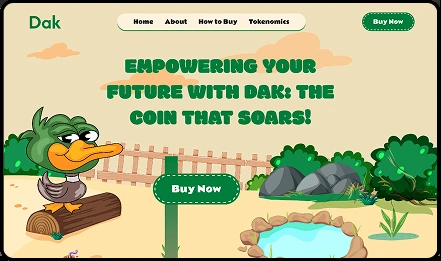 Dak
Home About How to Buy Tokenomics
Buy Now
EMPOWERING YOUR
FUTURE WITH DAK: THE
COIN THAT SOARS!
Buy Now